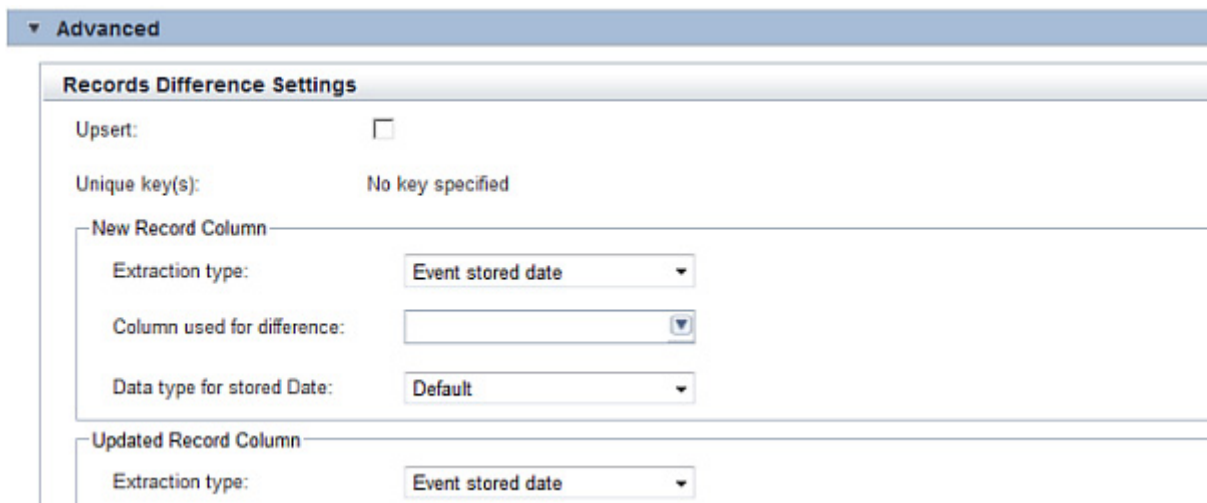 Advanced
Records Difference Settings
Upsert:
Unique key(s): No key specified
New Record Column
Extraction type: Event stored date
Column used for difference:
Data type for stored Date: Default
Updated Record Column
Extraction type: Event stored date